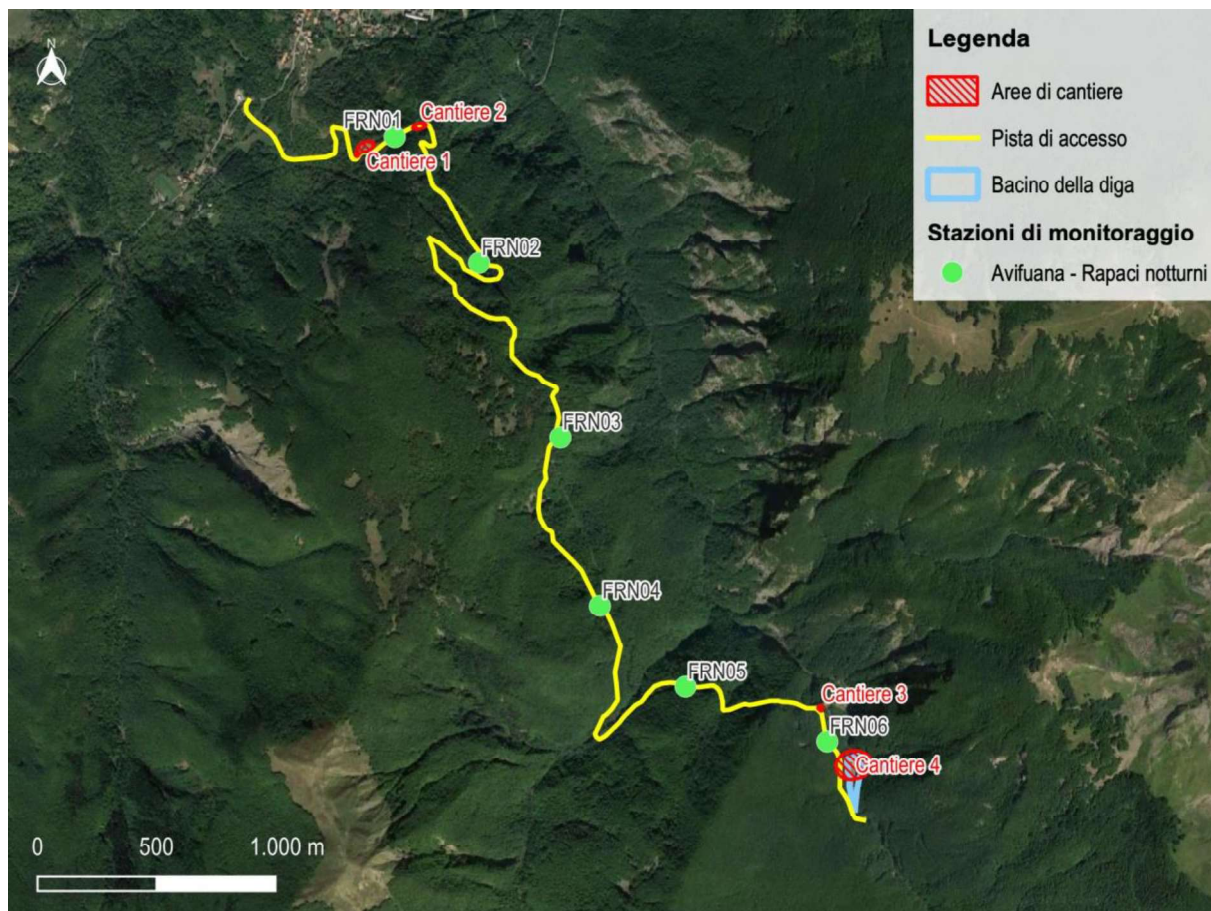 N
Legenda
Aree di cantiere
Pista di accesso
Bacino della diga
Stazioni di monitoraggio
Avifuana - Rapaci notturni
FRN01
Cantiere 2
Cantiere 1
FRN02
FRN03
FRN04
FRN05
Cantiere 3
FRN06
Cantiere 4
0 500 1.000 m